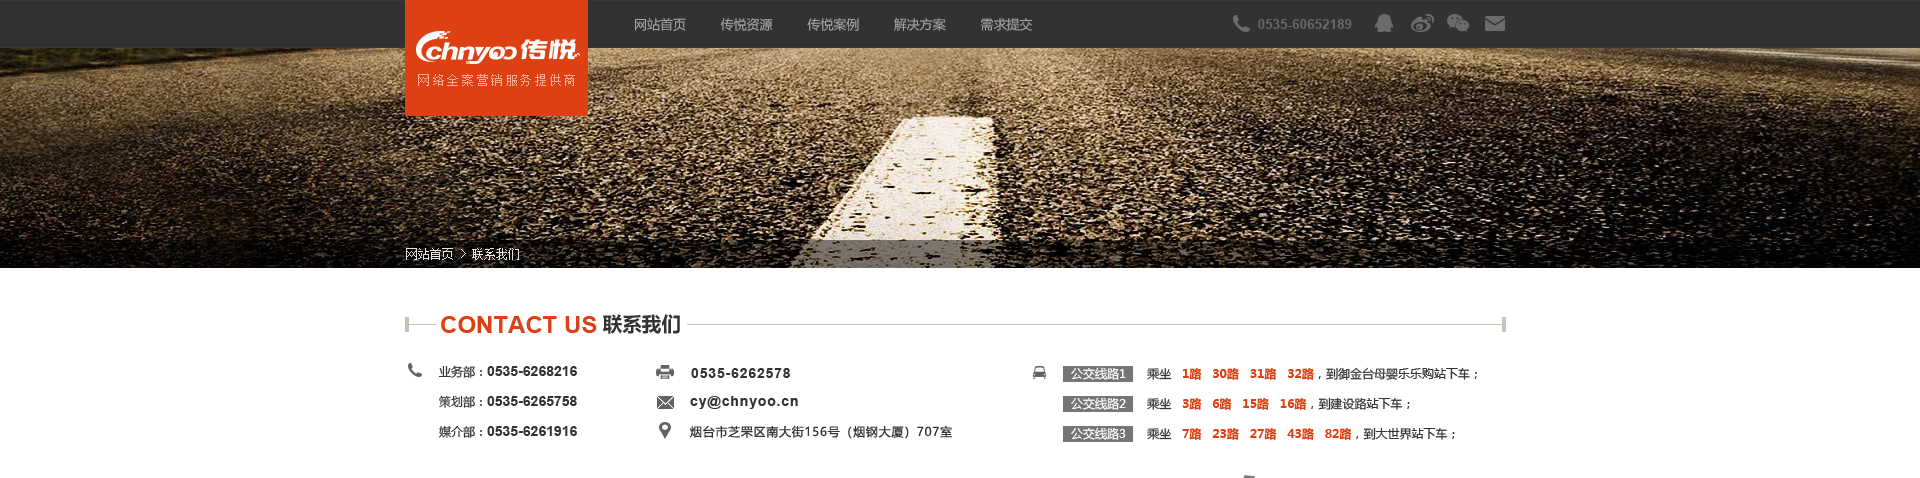 网站首页 传悦资源 传悦案例 解决方案 需求提交 0535-60652189
chnyoo 传悦
网络全案营销服务提供商
网站首页 > 联系我们
CONTACT US 联系我们
业务部：0535-6268216
策划部：0535-6265758
媒介部：0535-6261916
0535-6262578
cy@chnyoo.cn
烟台市芝罘区南大街156号（烟钢大厦）707室
公交线路1 乘坐 1路 30路 31路 32路，到御金台母婴乐乐购站下车；
公交线路2 乘坐 3路 6路 15路 16路，到建设路站下车；
公交线路3 乘坐 7路 23路 27路 43路 82路，到大世界站下车；